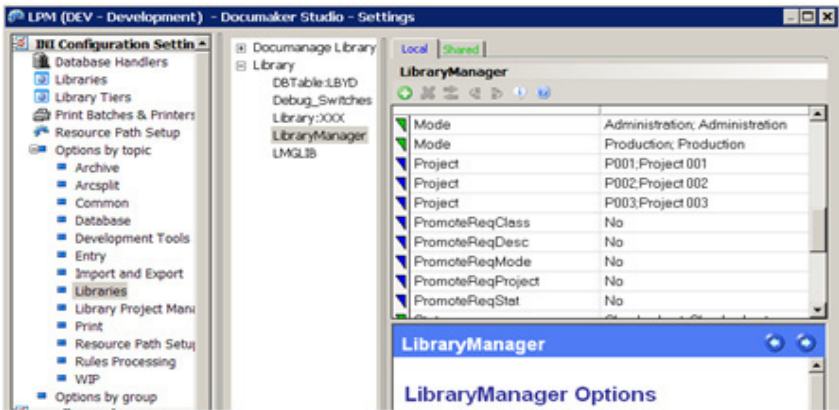 LPM (DEV - Development) - Documaker Studio - Settings
INI Configuration Settin
Database Handlers
Libraries
Library Tiers
Print Batches & Printers
Resource Path Setup
Options by topic
Archive
Arcsplit
Common
Database
Development Tools
Entry
Import and Export
Libraries
Library Project Mana
Print
Resource Path Setup
Rules Processing
WIP
Options by group
Documanage Library
Library
DBTable:LBYD
Debug_Switches
Library:XXX
LibraryManager
LMGLIB
Local Shared
LibraryManager
Mode Administration; Administration
Mode Production; Production
Project P001;Project 001
Project P002;Project 002
Project P003;Project 003
PromoteReqClass No
PromoteReqDesc No
PromoteReqMode No
PromoteReqProject No
PromoteReqStat No
LibraryManager
LibraryManager Options